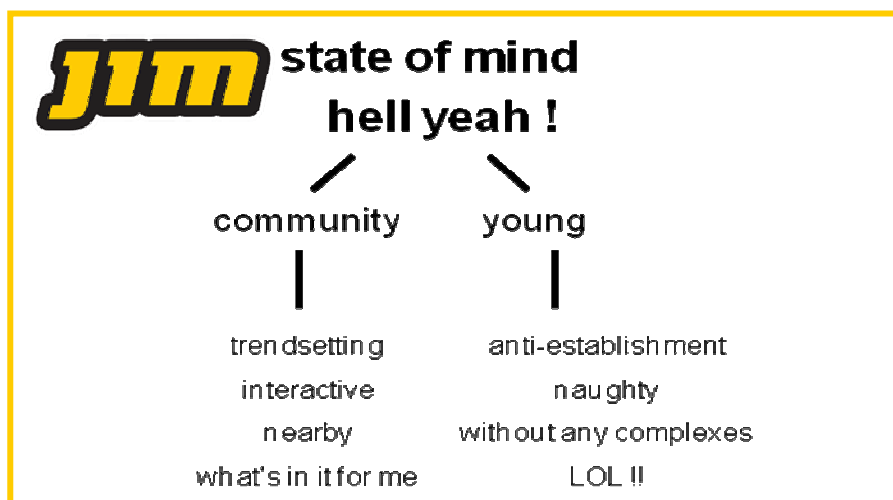 JIM state of mind
hell yeah !
community young
trendsetting anti-establishment
interactive naughty
nearby without any complexes
what's in it for me LOL !!